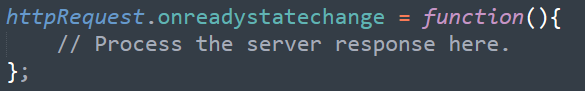 httpRequest.onreadystatechange = function(){
    // Process the server response here.
};